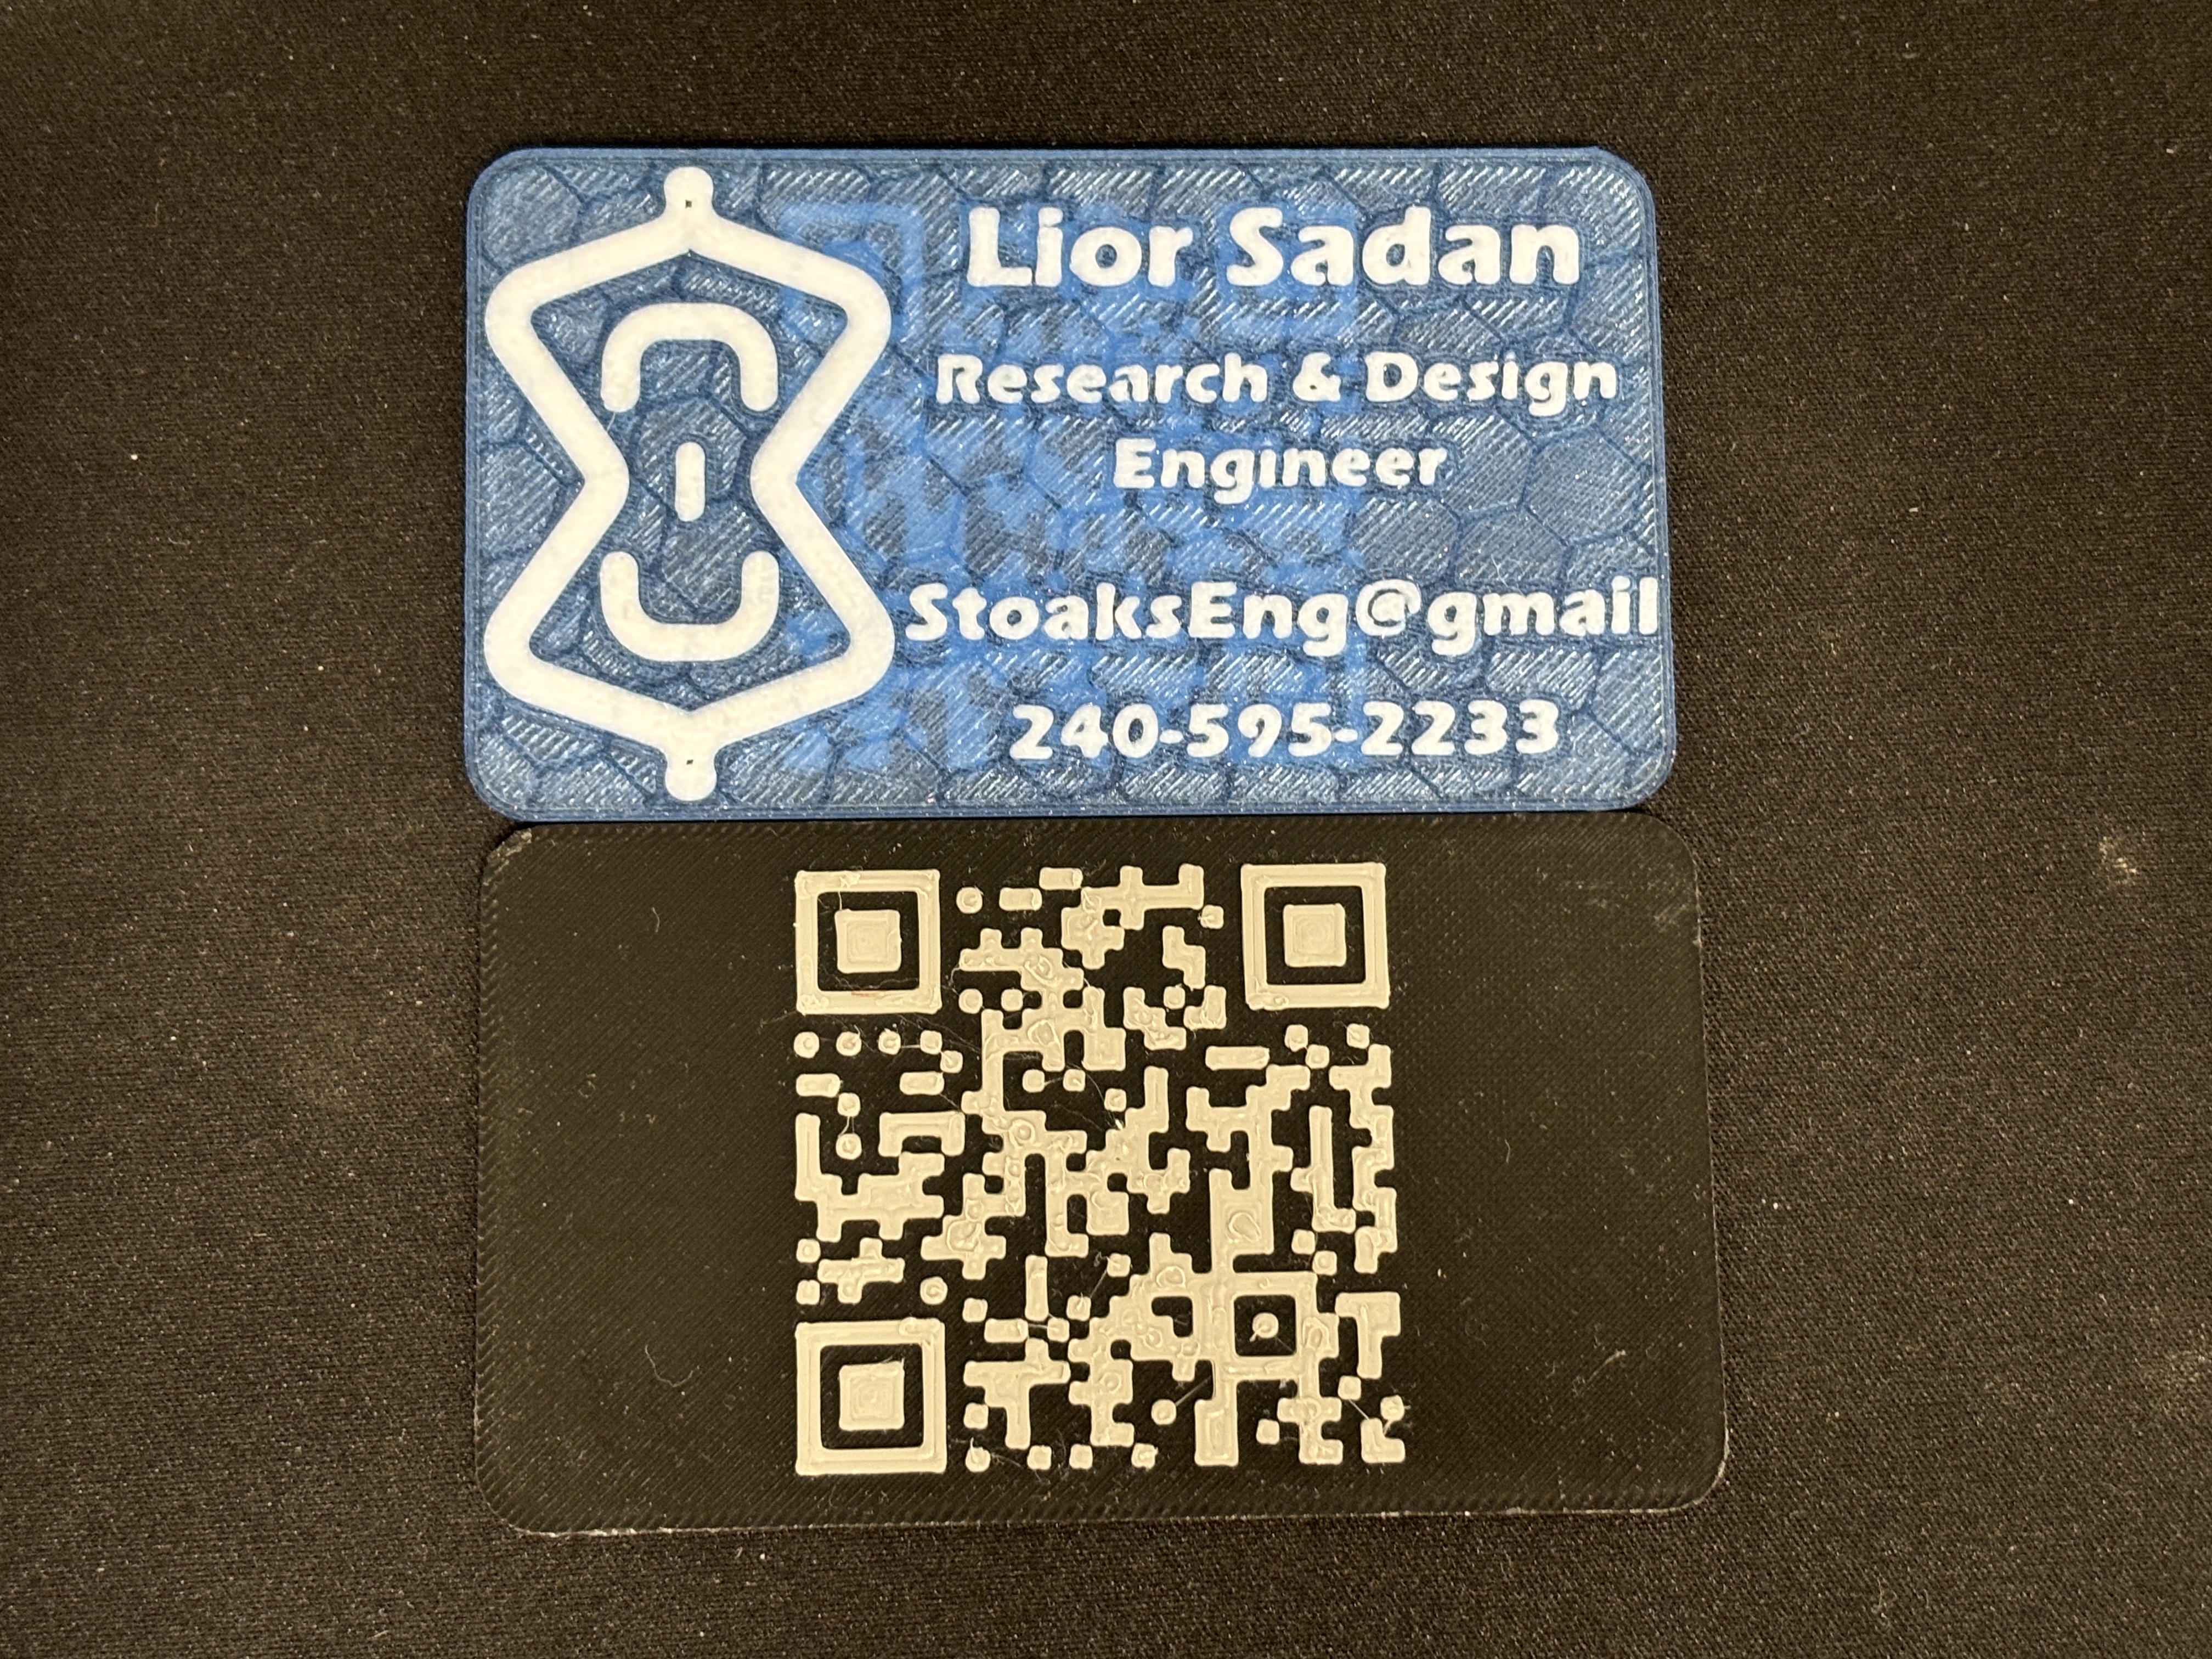 Lior Sadan
Research & Design
Engineer
StoaksEng@gmail
240-595-2233